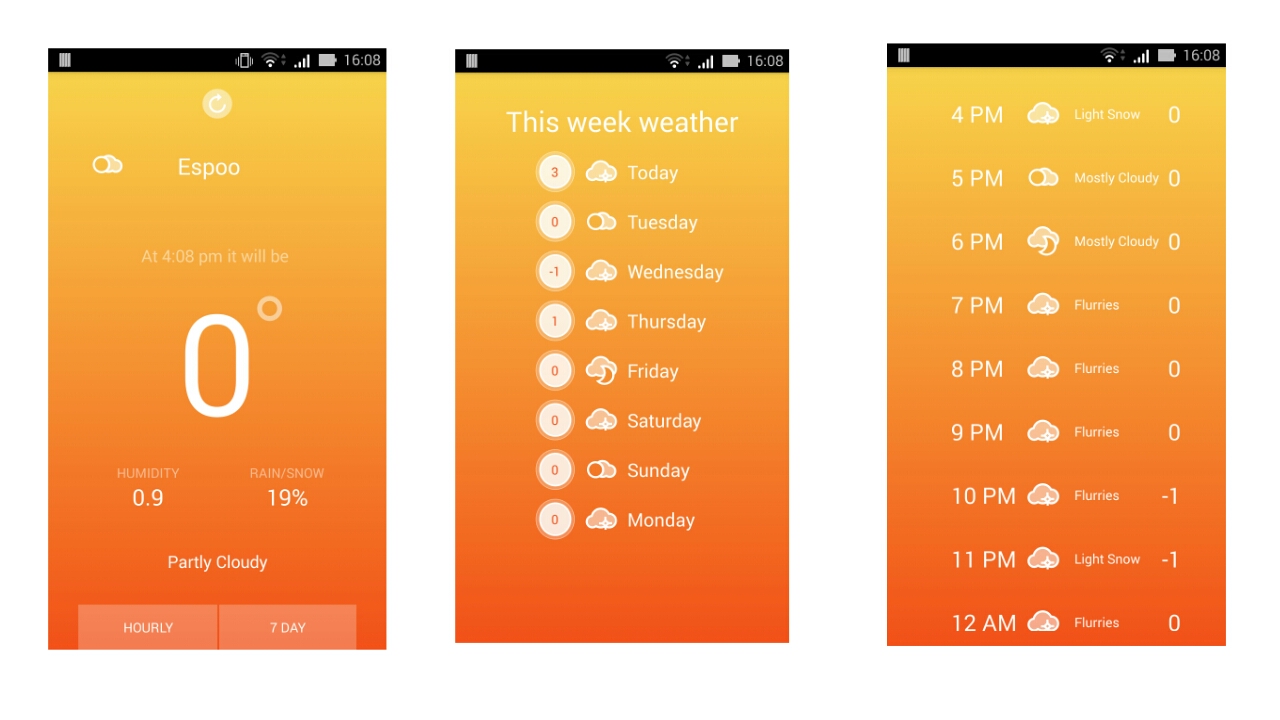 16:08
Espoo
At 4:08 pm it will be
0
HUMIDITY RAIN/SNOW
0.9 19%
Partly Cloudy
HOURLY 7 DAY
16:08
This week weather
3 Today
0 Tuesday
-1 Wednesday
1 Thursday
0 Friday
0 Saturday
0 Sunday
0 Monday
16:08
4 PM Light Snow 0
5 PM Mostly Cloudy 0
6 PM Mostly Cloudy 0
7 PM Flurries 0
8 PM Flurries 0
9 PM Flurries 0
10 PM Flurries -1
11 PM Light Snow -1
12 AM Flurries 0